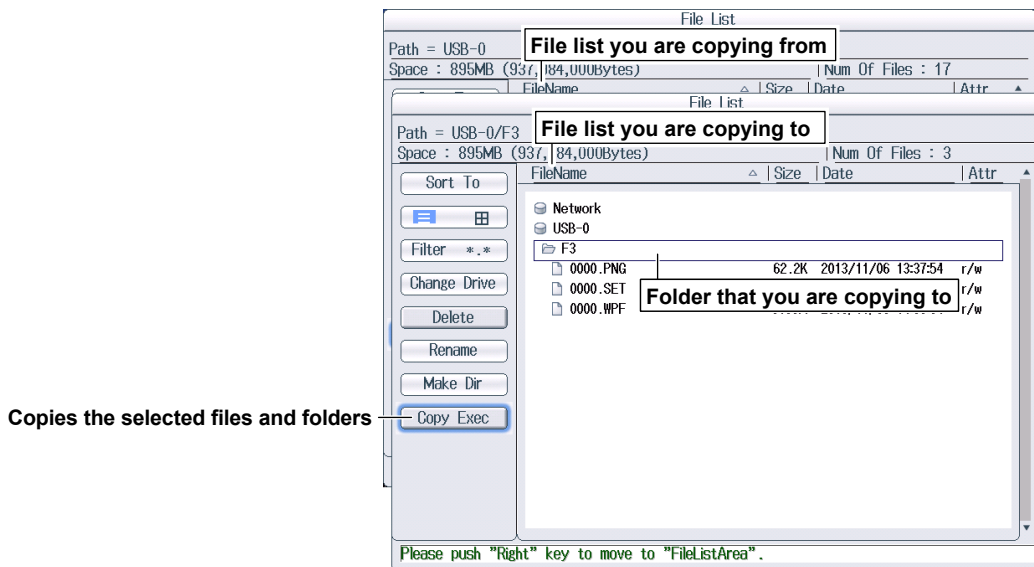 File List
Path = USB-0
File list you are copying from
Space : 895MB (937, 84,000Bytes) Num Of Files : 17
FileName Size Date Attr
File List
Path = USB-0/F3
File list you are copying to
Space : 895MB (937, 84,000Bytes) Num Of Files : 3
Sort To
FileName Size Date Attr
Network
USB-0
Filter *.*
F3
0000.PNG 62.2K 2013/11/06 13:37:54 r/w
Change Drive
0000.SET r/w
Folder that you are copying to
Delete
0000.WPF r/w
Rename
Make Dir
Copies the selected files and folders
Copy Exec
Please push "Right" key to move to "FileListArea".